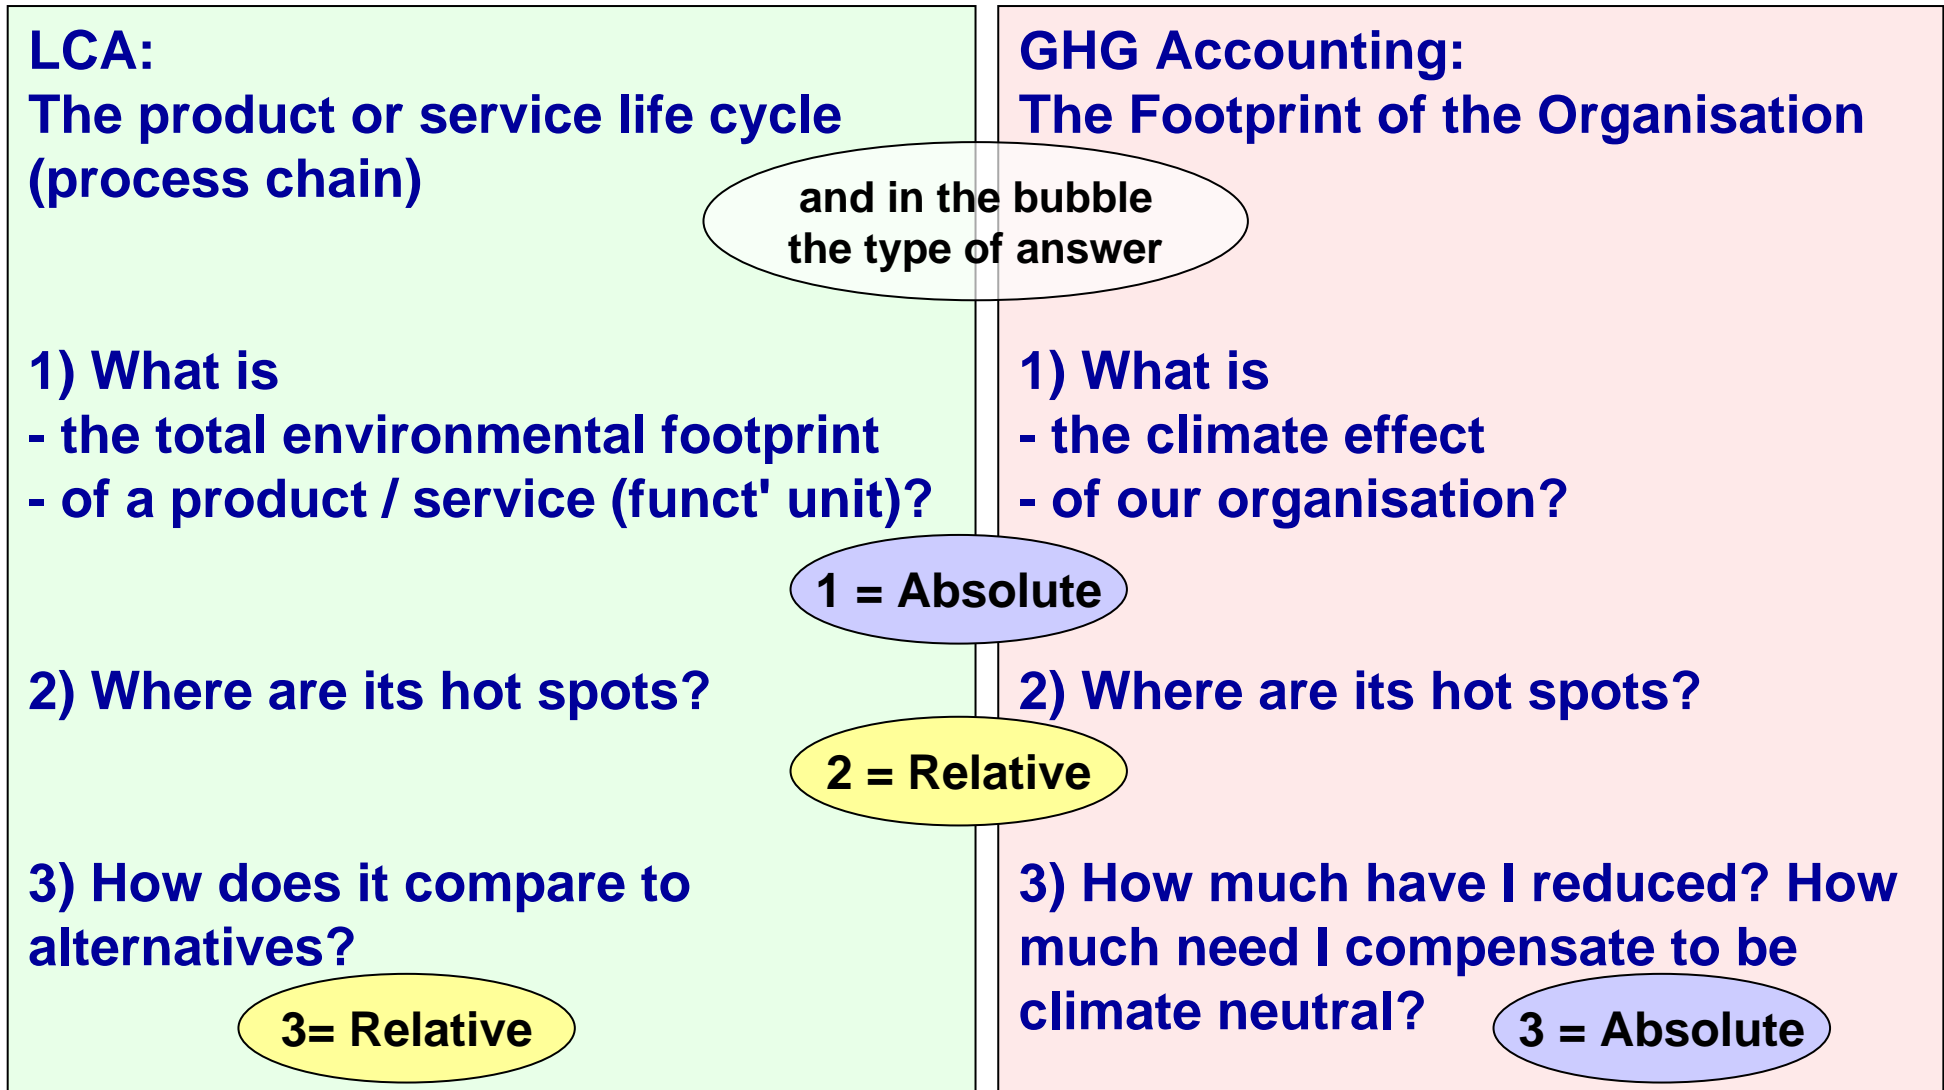 LCA:
The product or service life cycle
(process chain)
GHG Accounting:
The Footprint of the Organisation
and in the bubble
the type of answer
1) What is
- the total environmental footprint
- of a product / service (funct' unit)?
1) What is
- the climate effect
- of our organisation?
1 = Absolute
2) Where are its hot spots?
2) Where are its hot spots?
2 = Relative
3) How does it compare to
alternatives?
3= Relative
3) How much have I reduced? How
much need I compensate to be
climate neutral?
3 = Absolute